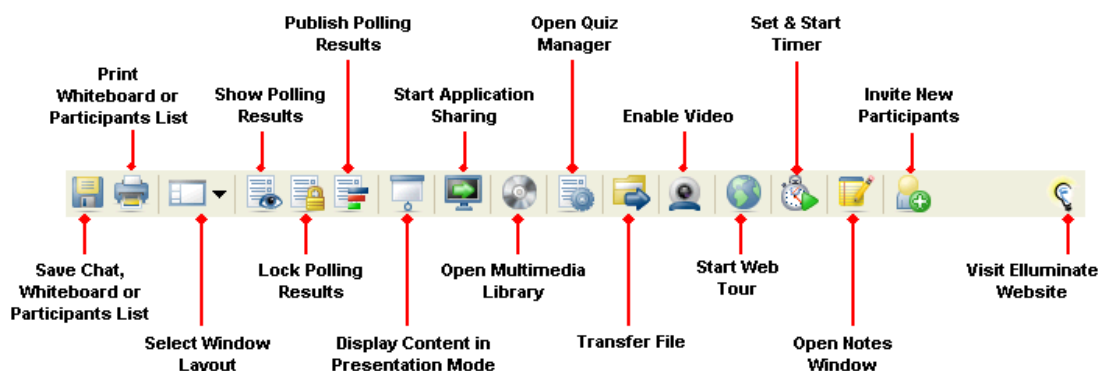 Publish Polling
Results
Open Quiz
Manager
Set & Start
Timer
Print
Whiteboard or
Participants List
Show Polling
Results
Start Application
Sharing
Enable Video
Invite New
Participants
Save Chat,
Whiteboard or
Participants List
Lock Polling
Results
Open Multimedia
Library
Start Web
Tour
Visit Elluminate
Website
Select Window
Layout
Display Content in
Presentation Mode
Transfer File
Open Notes
Window